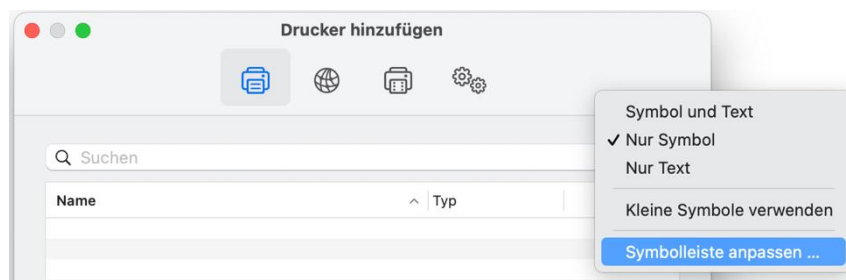 Drucker hinzufügen
Symbol und Text
✓ Nur Symbol
Nur Text
Kleine Symbole verwenden
Symbolleiste anpassen ...
Suchen
Name Typ